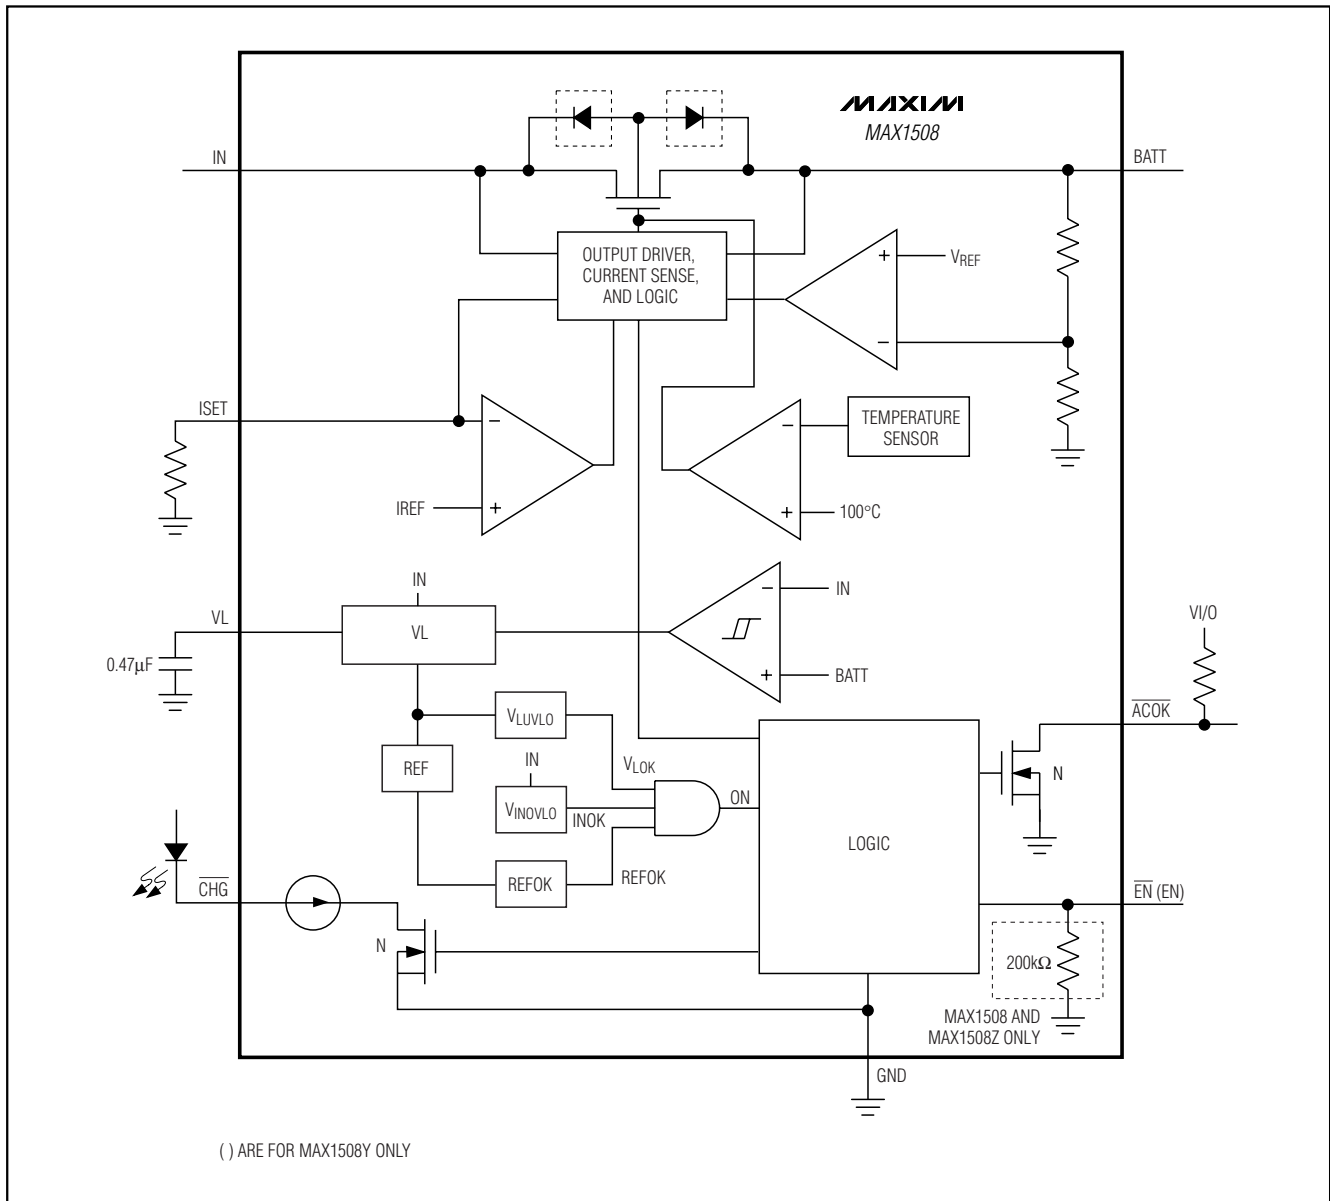 MAXIM
MAX1508
IN
BATT
OUTPUT DRIVER,
CURRENT SENSE,
AND LOGIC
+
VREF
−
ISET
−
IREF
+
−
TEMPERATURE
SENSOR
+
100°C
IN
VL
VL
0.47µF
−
IN
+
BATT
VI/O
ACOK
VLUVLO
REF
VLOK
IN
VINOVLO
INOK
ON
REFOK
REFOK
LOGIC
N
CHG
N
EN (EN)
200kΩ
MAX1508 AND
MAX1508Z ONLY
GND
( ) ARE FOR MAX1508Y ONLY